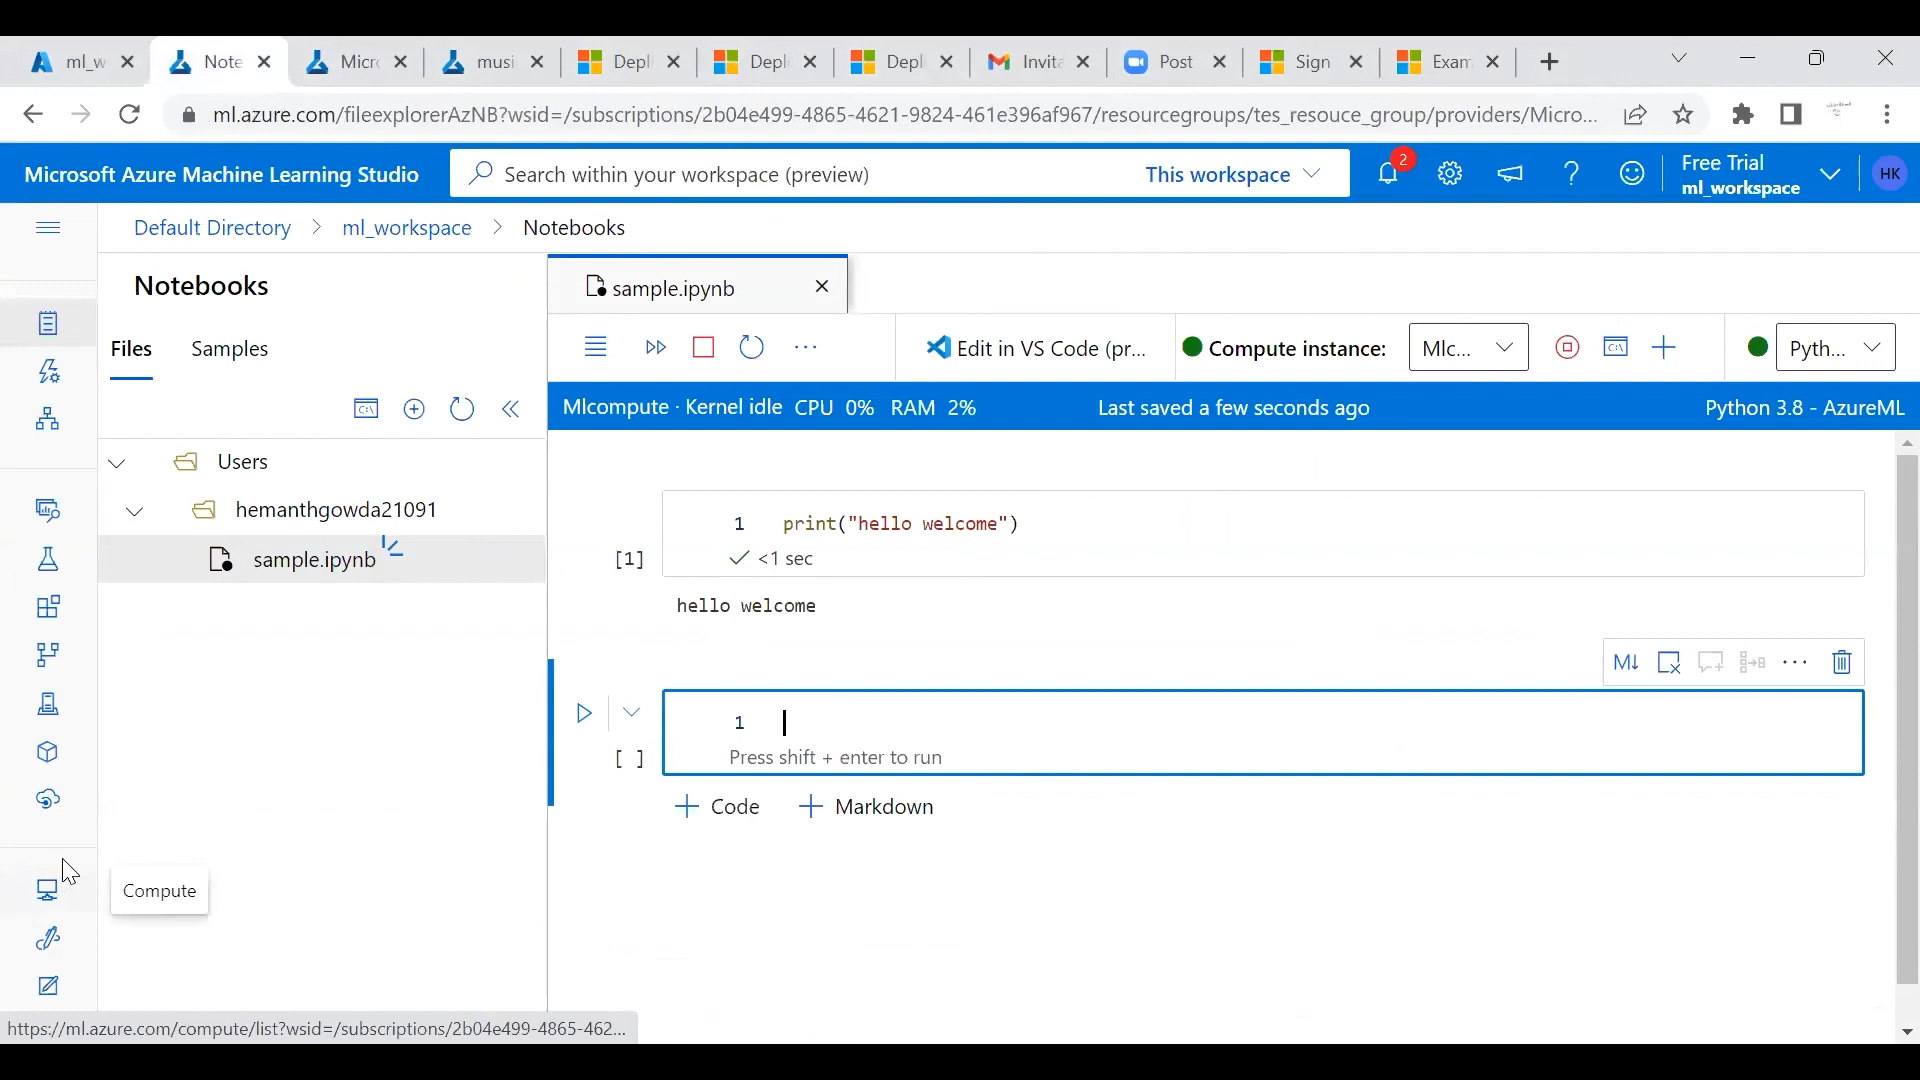 ml_w
Note
Micr
musi
Depl
Depl
Depl
Invita
Post
Sign
Exam
ml.azure.com/fileexplorerAzNB?wsid=/subscriptions/2b04e499-4865-4621-9824-461e396af967/resourcegroups/tes_resouce_group/providers/Micro...
Microsoft Azure Machine Learning Studio
Search within your workspace (preview)
This workspace
2
Free Trial
ml_workspace
HK
Default Directory > ml_workspace > Notebooks
Notebooks
sample.ipynb
Files
Samples
Edit in VS Code (pr...
Compute instance:
Mlc...
Pyth...
Mlcompute · Kernel idle CPU 0% RAM 2%
Last saved a few seconds ago
Python 3.8 - AzureML
Users
hemanthgowda21091
sample.ipynb
1 print("hello welcome")
[1]
<1 sec
hello welcome
M↓
1
[ ]
Press shift + enter to run
+ Code
+ Markdown
Compute
https://ml.azure.com/compute/list?wsid=/subscriptions/2b04e499-4865-462...